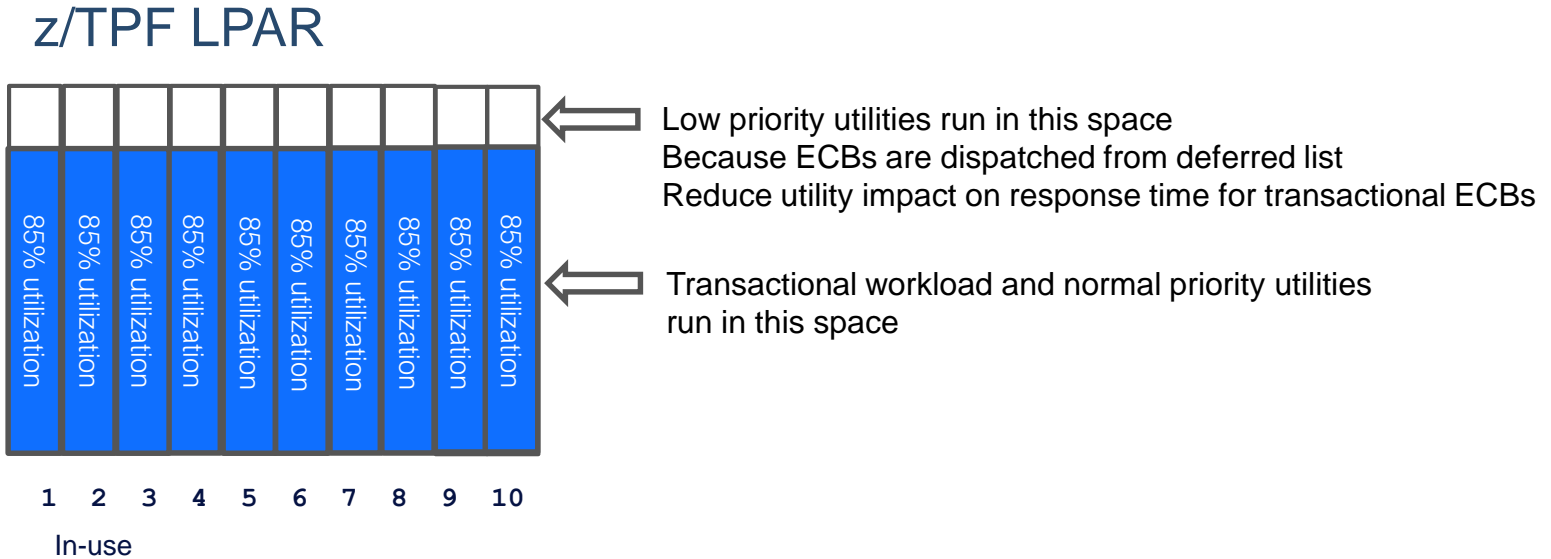 z/TPF LPAR
Low priority utilities run in this space
Because ECBs are dispatched from deferred list
Reduce utility impact on response time for transactional ECBs
85% utilization
85% utilization
85% utilization
85% utilization
85% utilization
85% utilization
85% utilization
85% utilization
85% utilization
85% utilization
Transactional workload and normal priority utilities
run in this space
1 2 3 4 5 6 7 8 9 10
In-use